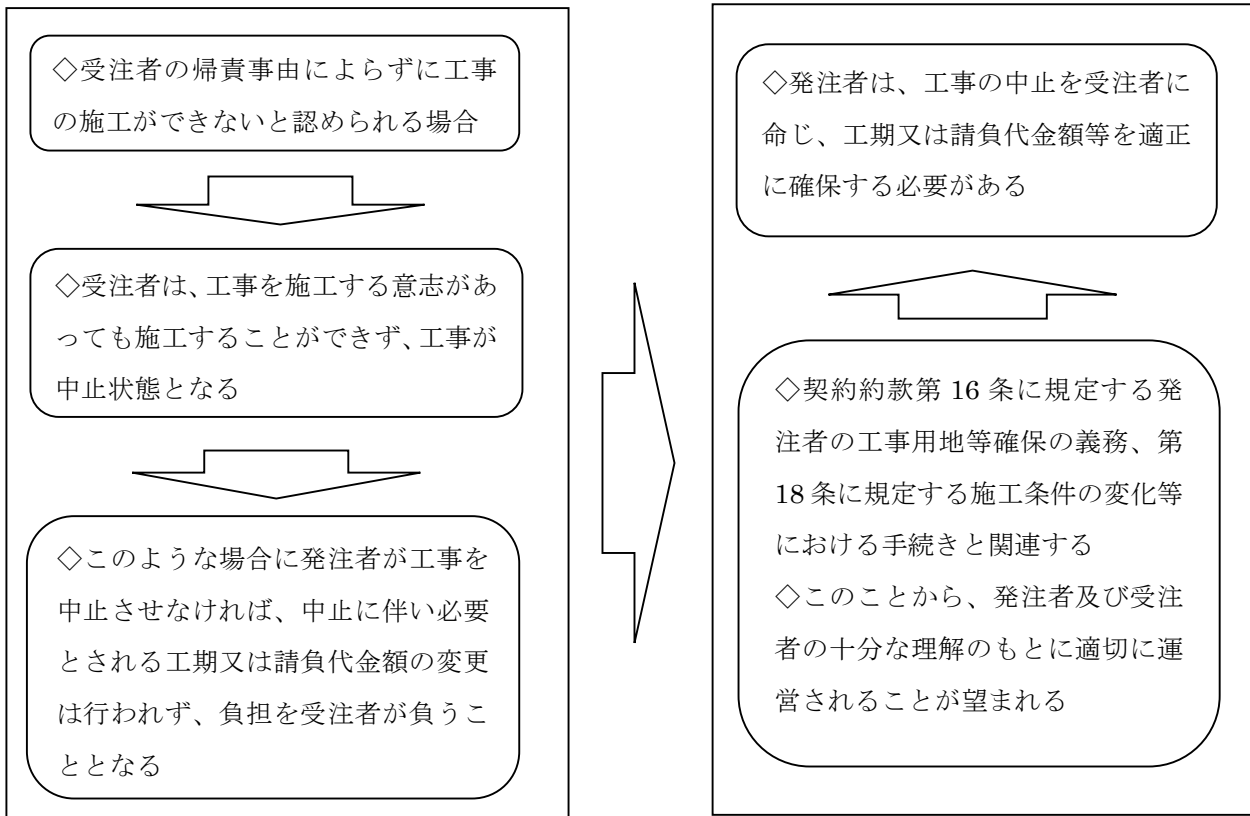 ◇受注者の帰責事由によらずに工事
の施工ができないと認められる場合
◇受注者は、工事を施工する意志があ
っても施工することができず、工事が
中止状態となる
◇このような場合に発注者が工事を
中止させなければ、中止に伴い必要
とされる工期又は請負代金額の変更
は行われず、負担を受注者が負うこ
ととなる
◇発注者は、工事の中止を受注者に
命じ、工期又は請負代金額等を適正
に確保する必要がある
◇契約約款第 16 条に規定する発
注者の工事用地等確保の義務、第
18 条に規定する施工条件の変化等
における手続きと関連する
◇このことから、発注者及び受注
者の十分な理解のもとに適切に運
営されることが望まれる